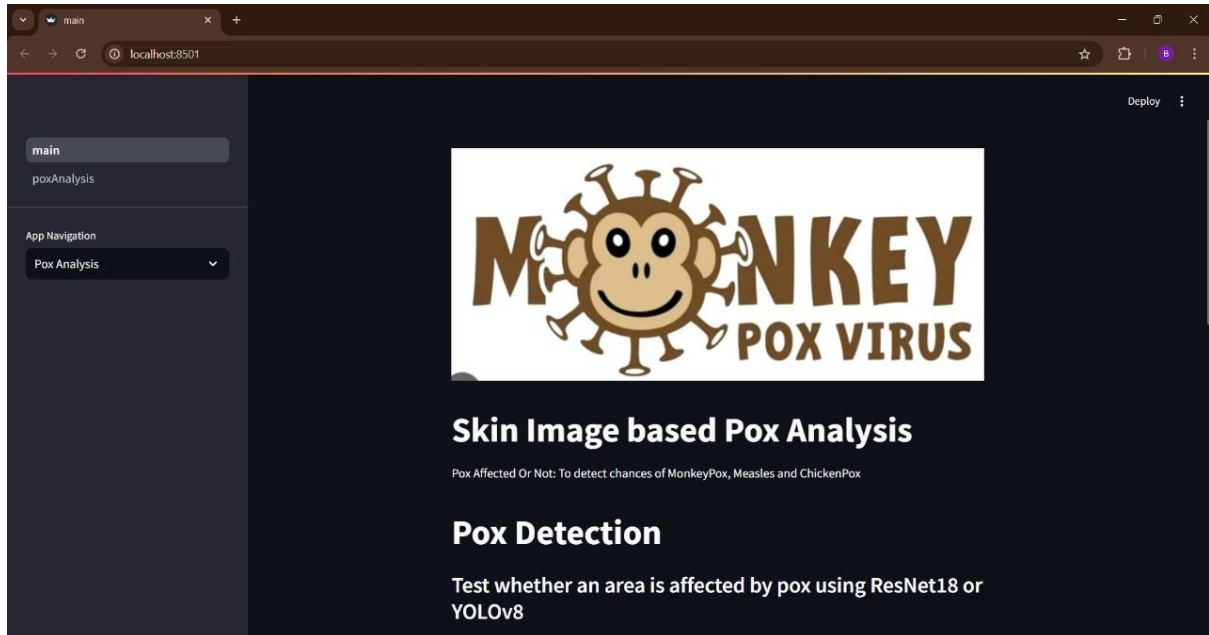 main
localhost:8501
B
Deploy
main
poxAnalysis
App Navigation
Pox Analysis
MONKEY
POX VIRUS
Skin Image based Pox Analysis
Pox Affected Or Not: To detect chances of MonkeyPox, Measles and ChickenPox
Pox Detection
Test whether an area is affected by pox using ResNet18 or
YOLOv8